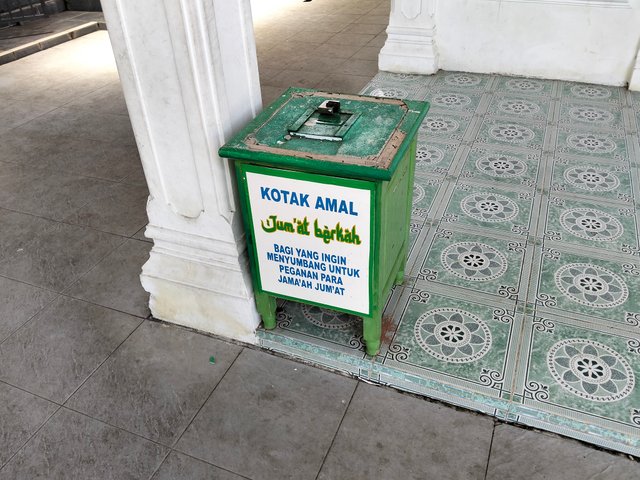 KOTAK AMAL
Jum'at barkah
BAGI YANG INGIN
MENYUMBANG UNTUK
PEGANAN PARA
JAMA'AH JUM'AT